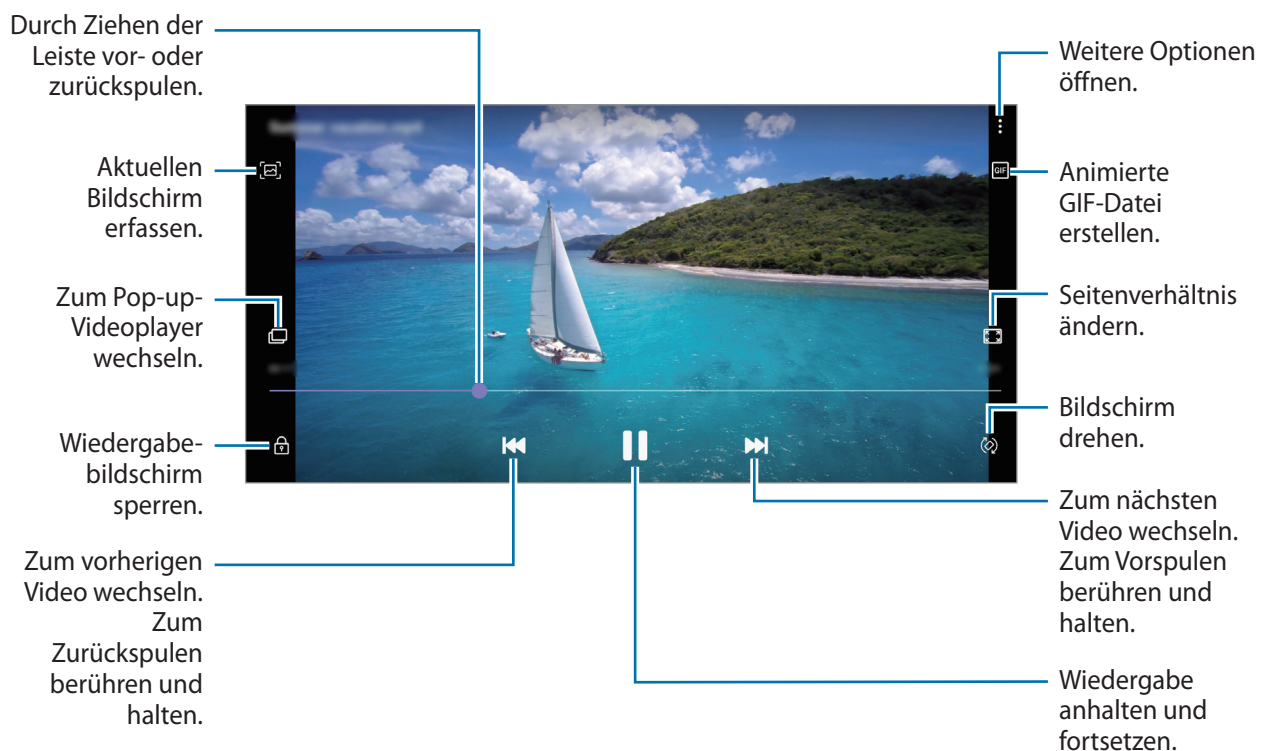 Durch Ziehen der
Leiste vor- oder
zurückspulen.
Aktuellen
Bildschirm
erfassen.
Zum Pop-up-
Videoplayer
wechseln.
Wiedergabe-
bildschirm
sperren.
Zum vorherigen
Video wechseln.
Zum
Zurückspulen
berühren und
halten.
Weitere Optionen
öffnen.
GIF
Animierte
GIF-Datei
erstellen.
Seitenverhältnis
ändern.
Bildschirm
drehen.
Zum nächsten
Video wechseln.
Zum Vorspulen
berühren und
halten.
Wiedergabe
anhalten und
fortsetzen.